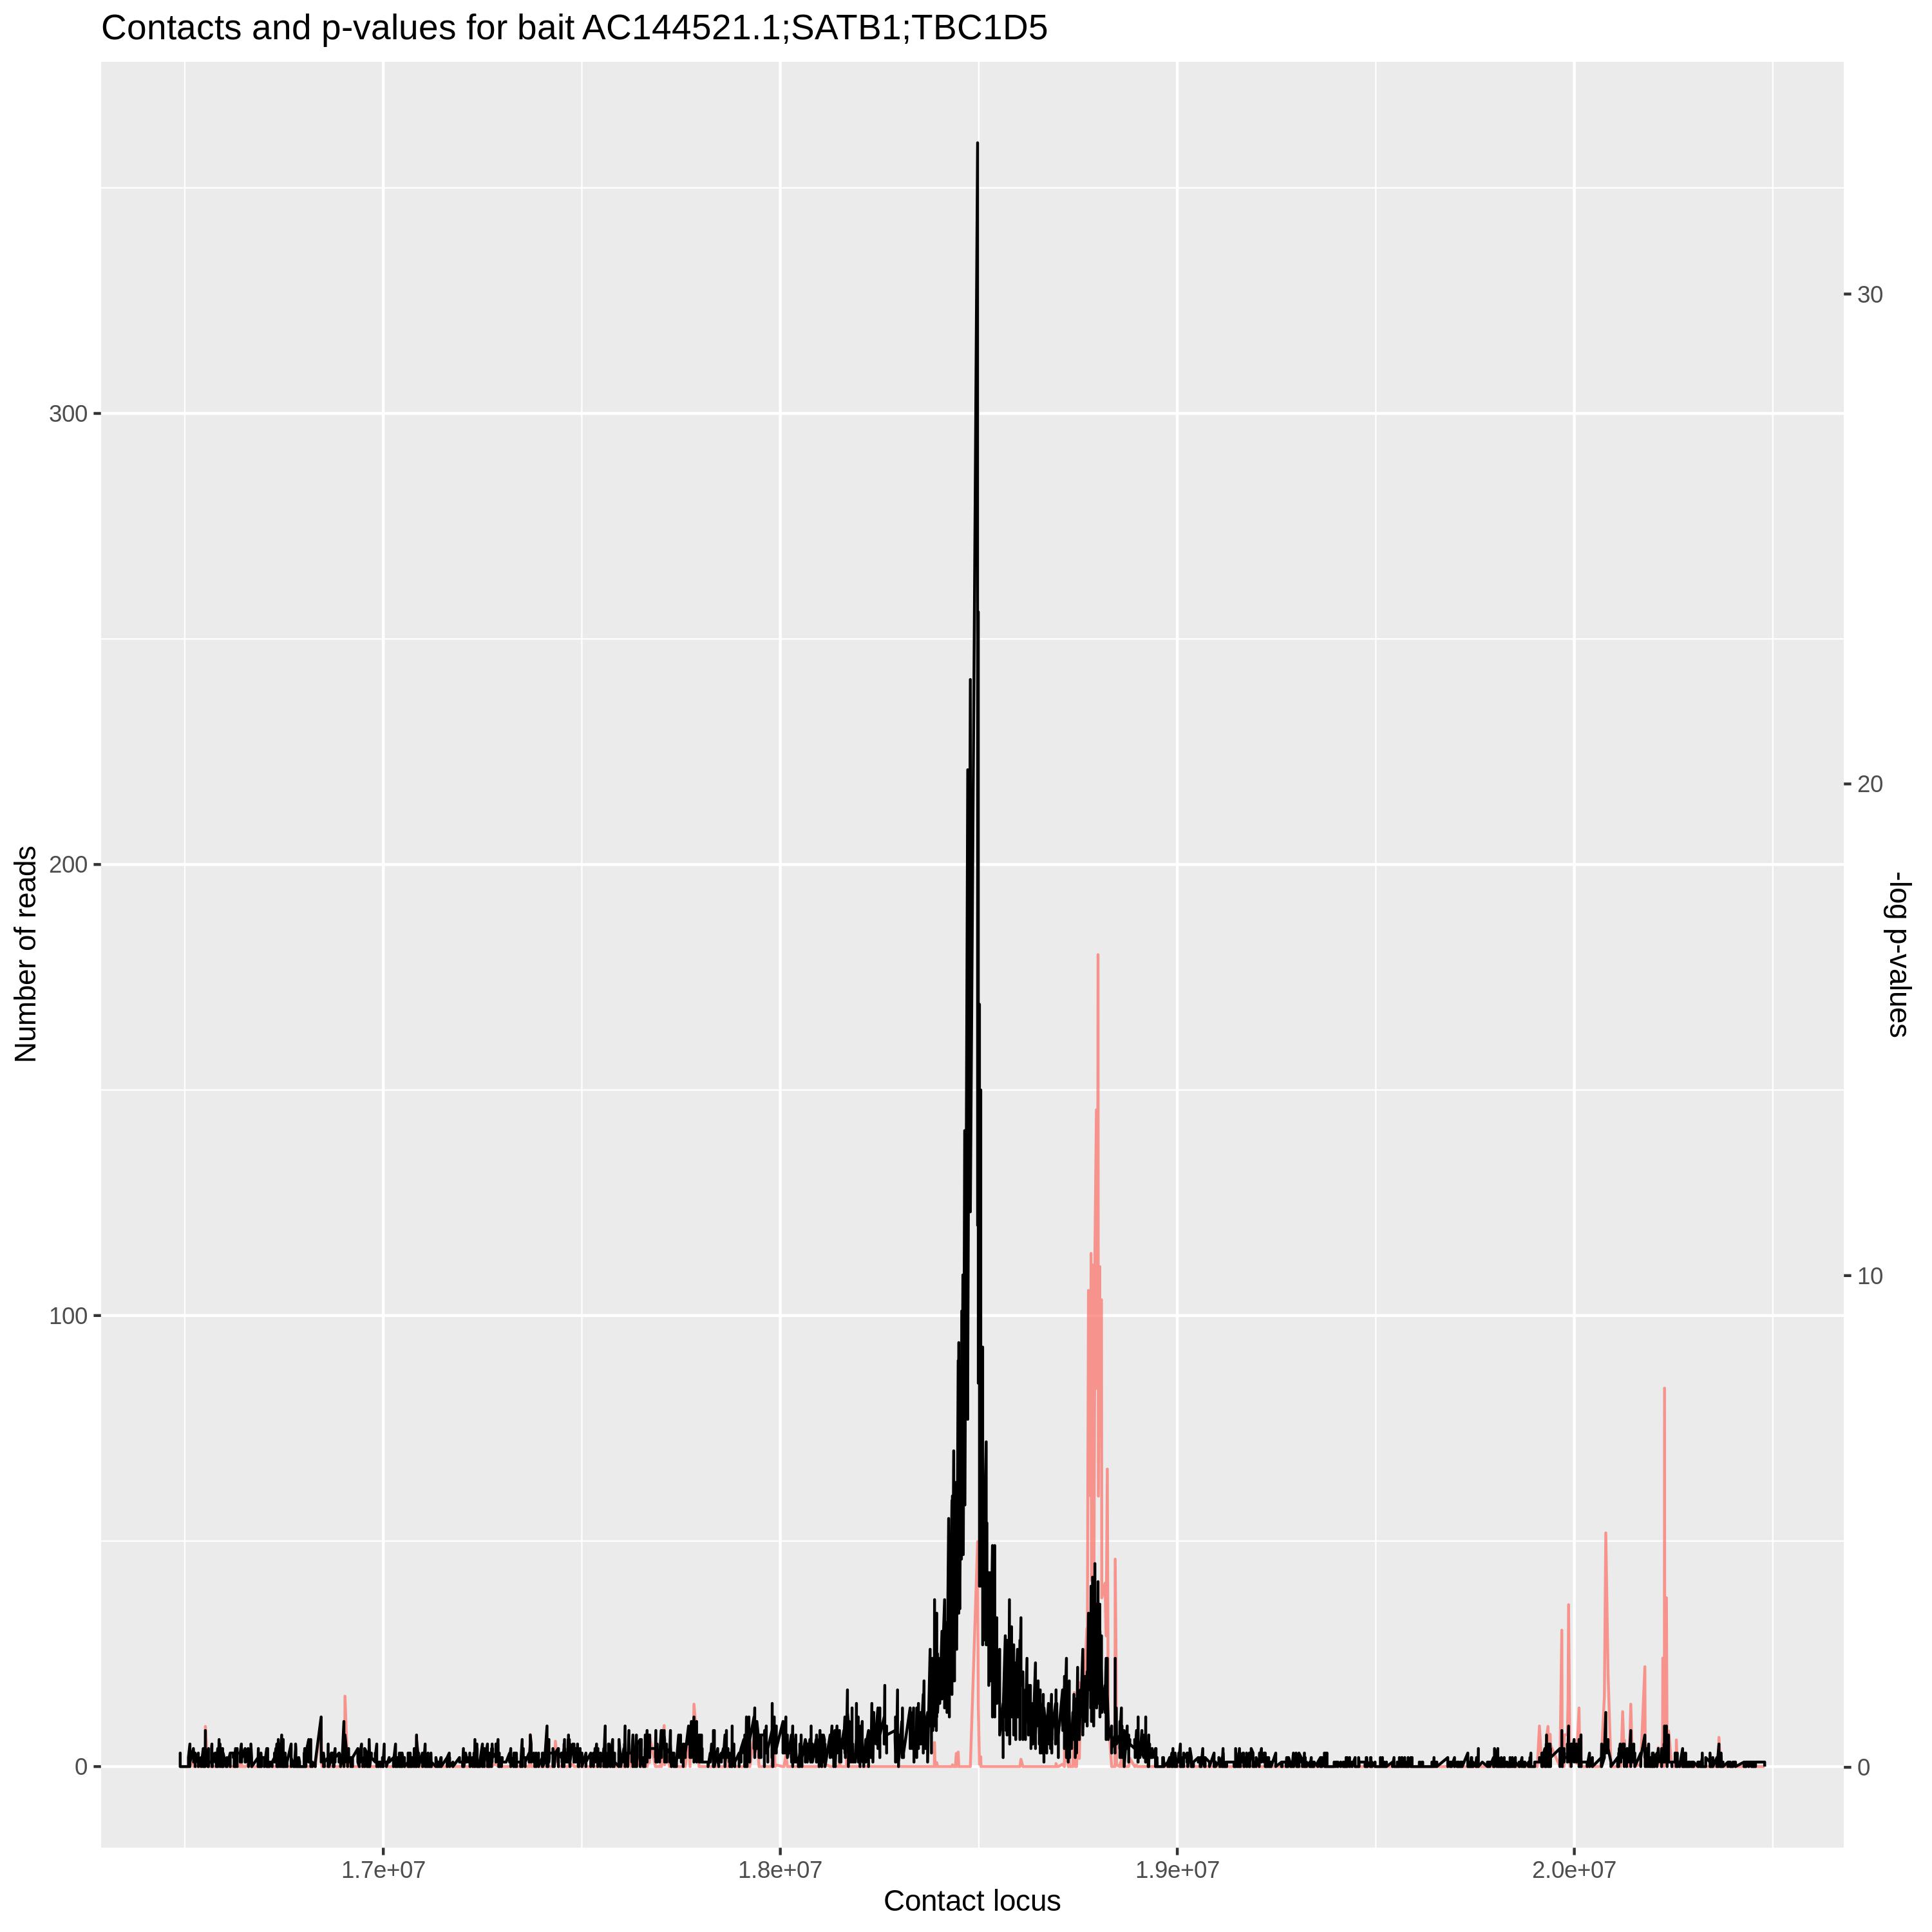 Contacts and p-values for bait AC144521.1;SATB1;TBC1D5
Number of reads
300
200
100
0
30
20
10
0
-log p-values
1.7e+07
1.8e+07
1.9e+07
2.0e+07
Contact locus